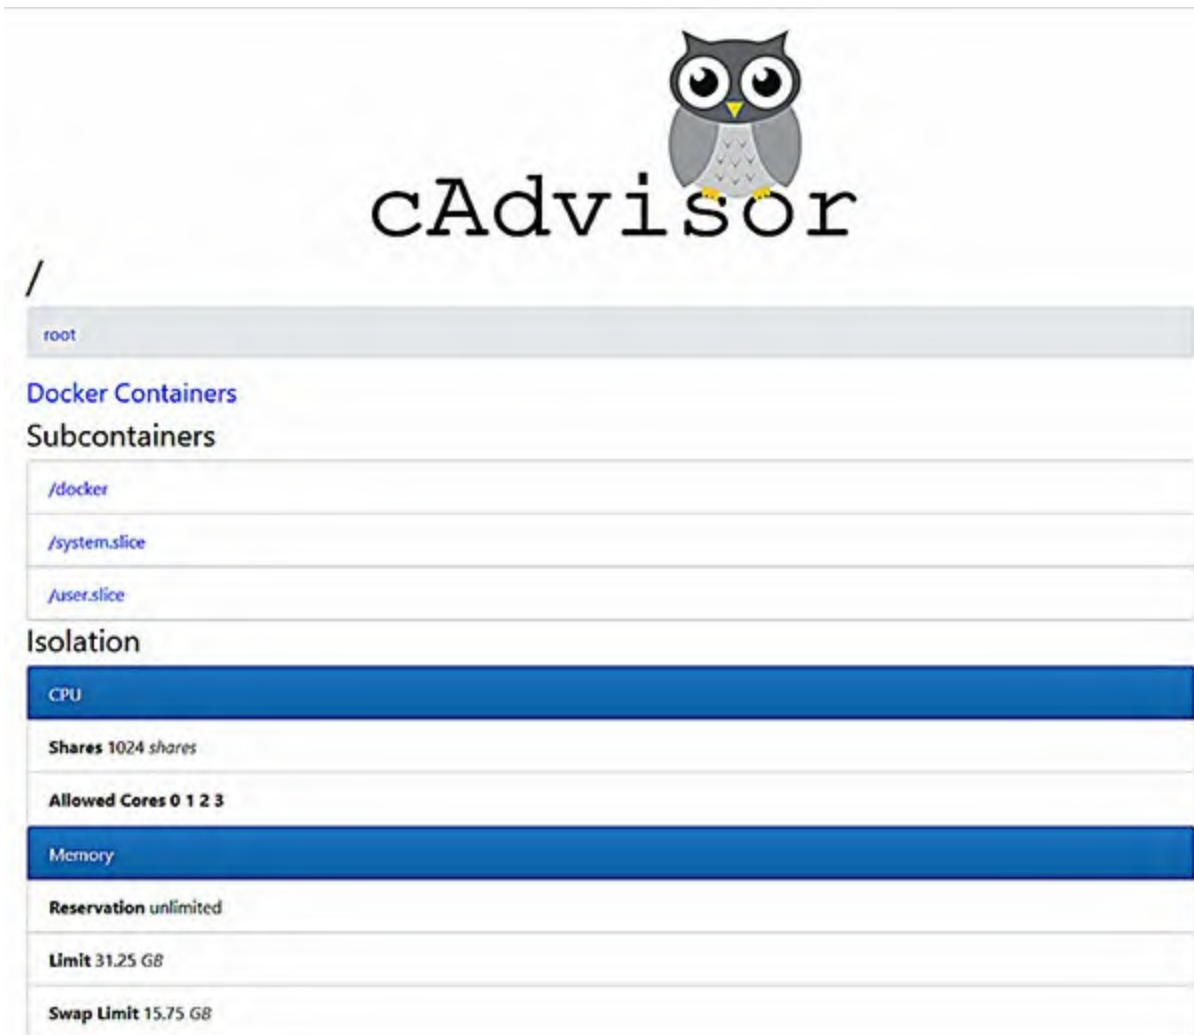 cAdvisor
/
root
Docker Containers
Subcontainers
/docker
/system.slice
/user.slice
Isolation
CPU
Shares 1024 shares
Allowed Cores 0 1 2 3
Memory
Reservation unlimited
Limit 31.25 GB
Swap Limit 15.75 GB